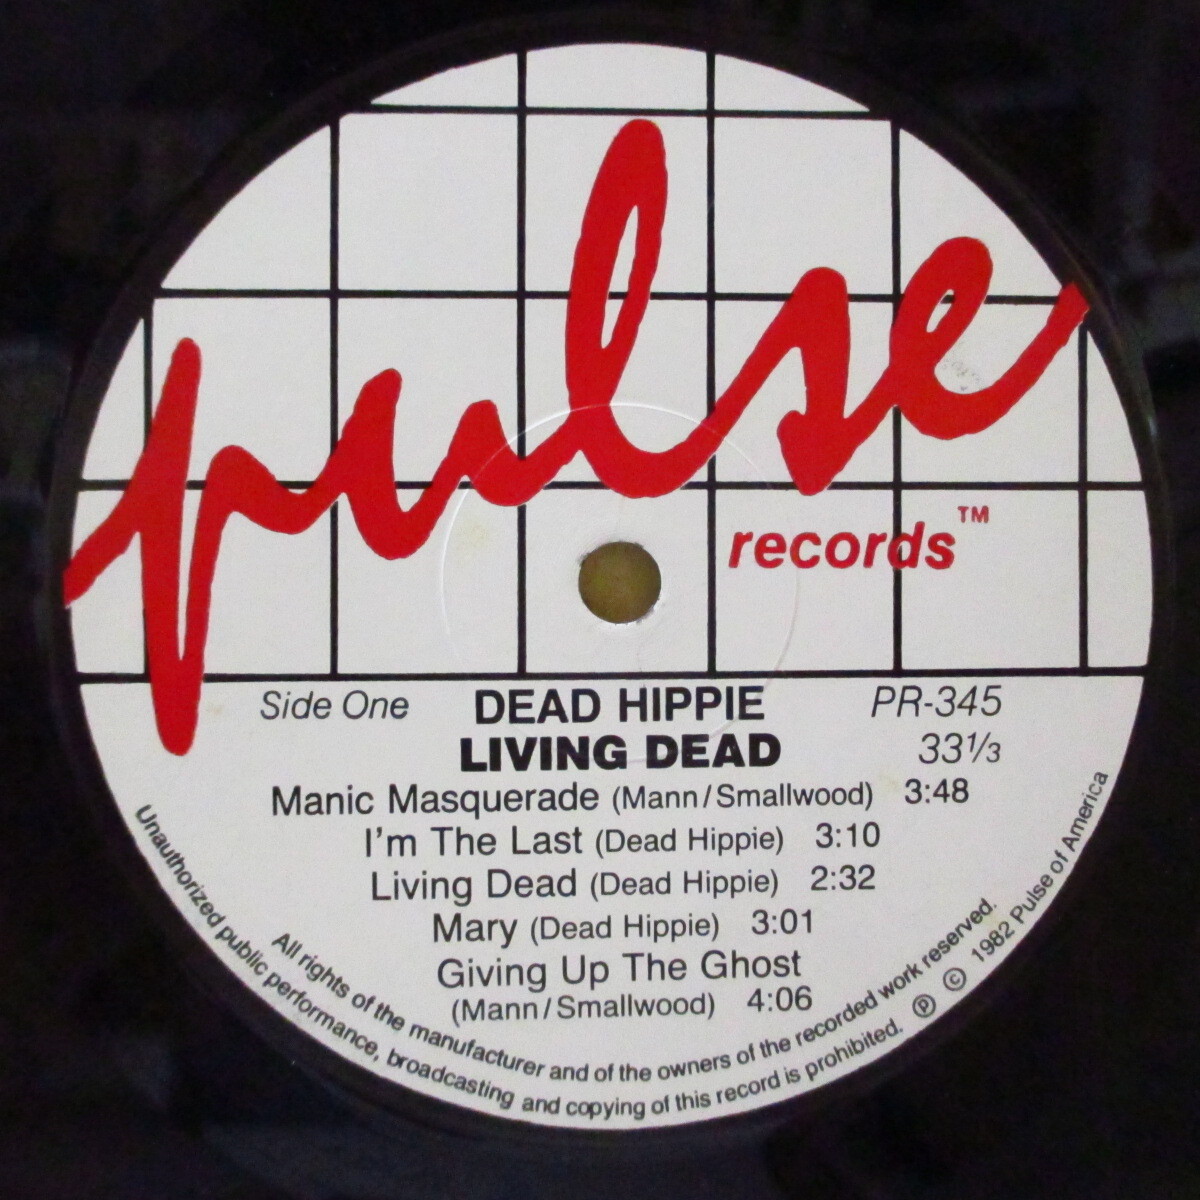 pulse
records™
Side One DEAD HIPPIE PR-345
LIVING DEAD 33⅓
Manic Masquerade (Mann/Smallwood) 3:48
I'm The Last (Dead Hippie) 3:10
Living Dead (Dead Hippie) 2:32
Mary (Dead Hippie) 3:01
Giving Up The Ghost
(Mann/Smallwood) 4:06
All rights of the manufacturer and of the owners of the recorded work reserved.
Unauthorized public performance, broadcasting and copying of this record is prohibited. ℗ © 1982 Pulse of America